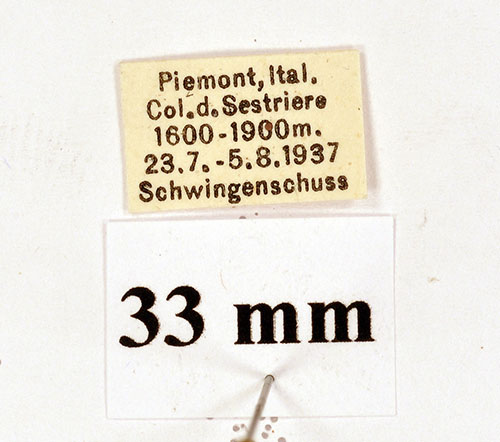 Piemont, Ital.
Col.d.Sestriere
1600-1900m.
23.7.-5.8.1937
Schwingenschuss
33 mm